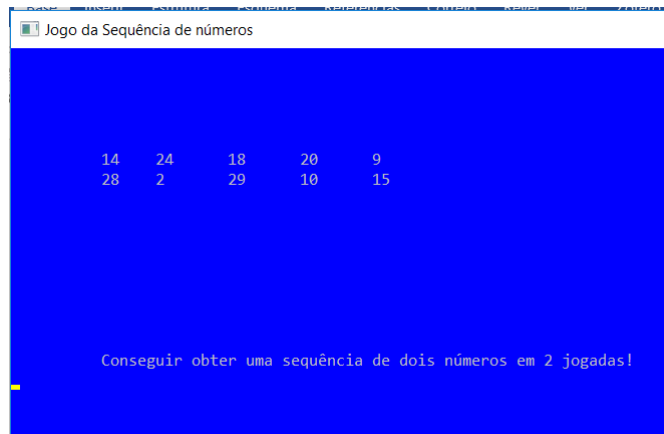 Jogo da Sequência de números
14 24 18 20 9
28 2 29 10 15
Conseguir obter uma sequência de dois números em 2 jogadas!